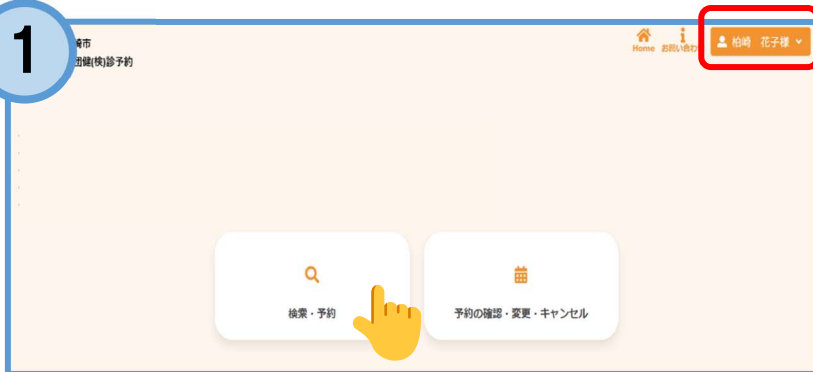 1
崎市
団健(検)診予約
Home
お問い合わ
柏崎 花子様
検索・予約
予約の確認・変更・キャンセル